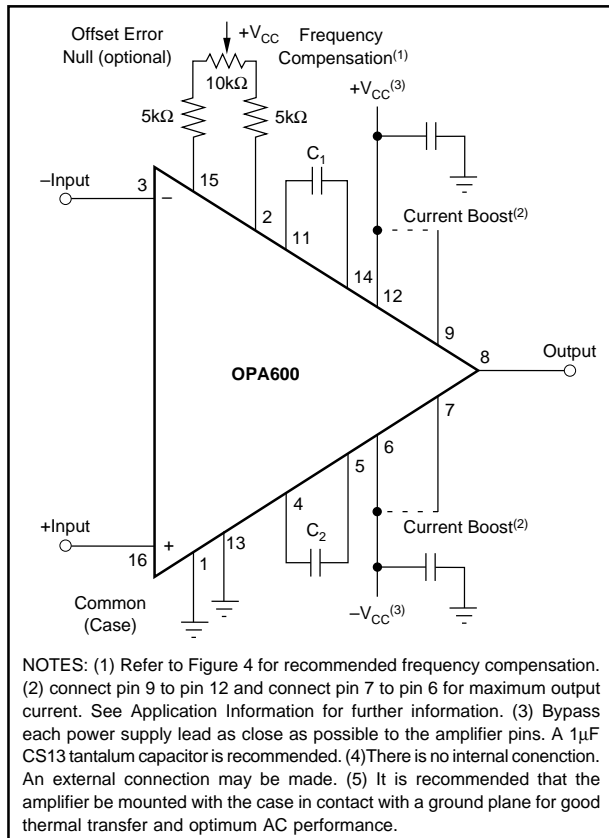 Offset Error
Null (optional)
+VCC
Frequency
Compensation(1)
10kΩ
+VCC(3)
5kΩ
5kΩ
C1
–Input
3
–
15
2
11
14
12
Current Boost(2)
9
8
Output
OPA600
7
6
5
4
Current Boost(2)
C2
+Input
+
16
13
1
Common
(Case)
–VCC(3)
NOTES: (1) Refer to Figure 4 for recommended frequency compensation.
(2) connect pin 9 to pin 12 and connect pin 7 to pin 6 for maximum output
current. See Application Information for further information. (3) Bypass
each power supply lead as close as possible to the amplifier pins. A 1µF
CS13 tantalum capacitor is recommended. (4)There is no internal conenction.
An external connection may be made. (5) It is recommended that the
amplifier be mounted with the case in contact with a ground plane for good
thermal transfer and optimum AC performance.